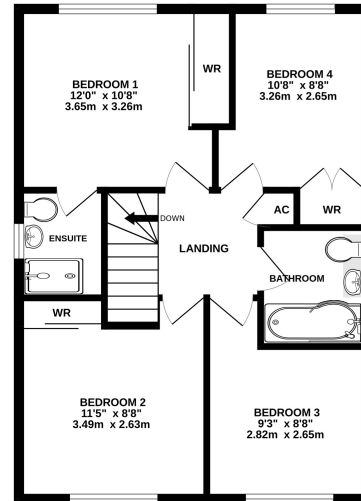 WR
BEDROOM 1
12'0" x 10'8"
3.65m x 3.26m
BEDROOM 4
10'8" x 8'8"
3.26m x 2.65m
DOWN
AC
WR
ENSUITE
LANDING
BATHROOM
WR
BEDROOM 2
11'5" x 8'8"
3.49m x 2.63m
BEDROOM 3
9'3" x 8'8"
2.82m x 2.65m